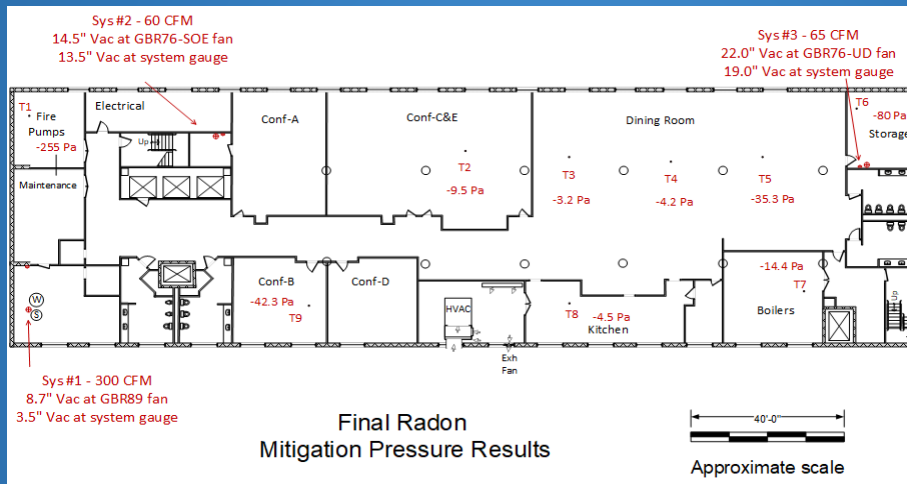 Sys #2 - 60 CFM
14.5" Vac at GBR76-SOE fan
13.5" Vac at system gauge
Sys #3 - 65 CFM
22.0" Vac at GBR76-UD fan
19.0" Vac at system gauge
T1
Fire
Pumps
-255 Pa
Electrical
Up
Maintenance
Conf-A
Conf-C&E
T2
-9.5 Pa
Dining Room
T3
-3.2 Pa
T4
-4.2 Pa
T5
-35.3 Pa
T6
-80 Pa
Storage
W
S
Conf-B
-42.3 Pa
T9
Conf-D
HVAC
Exh
Fan
T8
-4.5 Pa
Kitchen
-14.4 Pa
T7
Boilers
Up
Sys #1 - 300 CFM
8.7" Vac at GBR89 fan
3.5" Vac at system gauge
Final Radon
Mitigation Pressure Results
40'-0"
Approximate scale